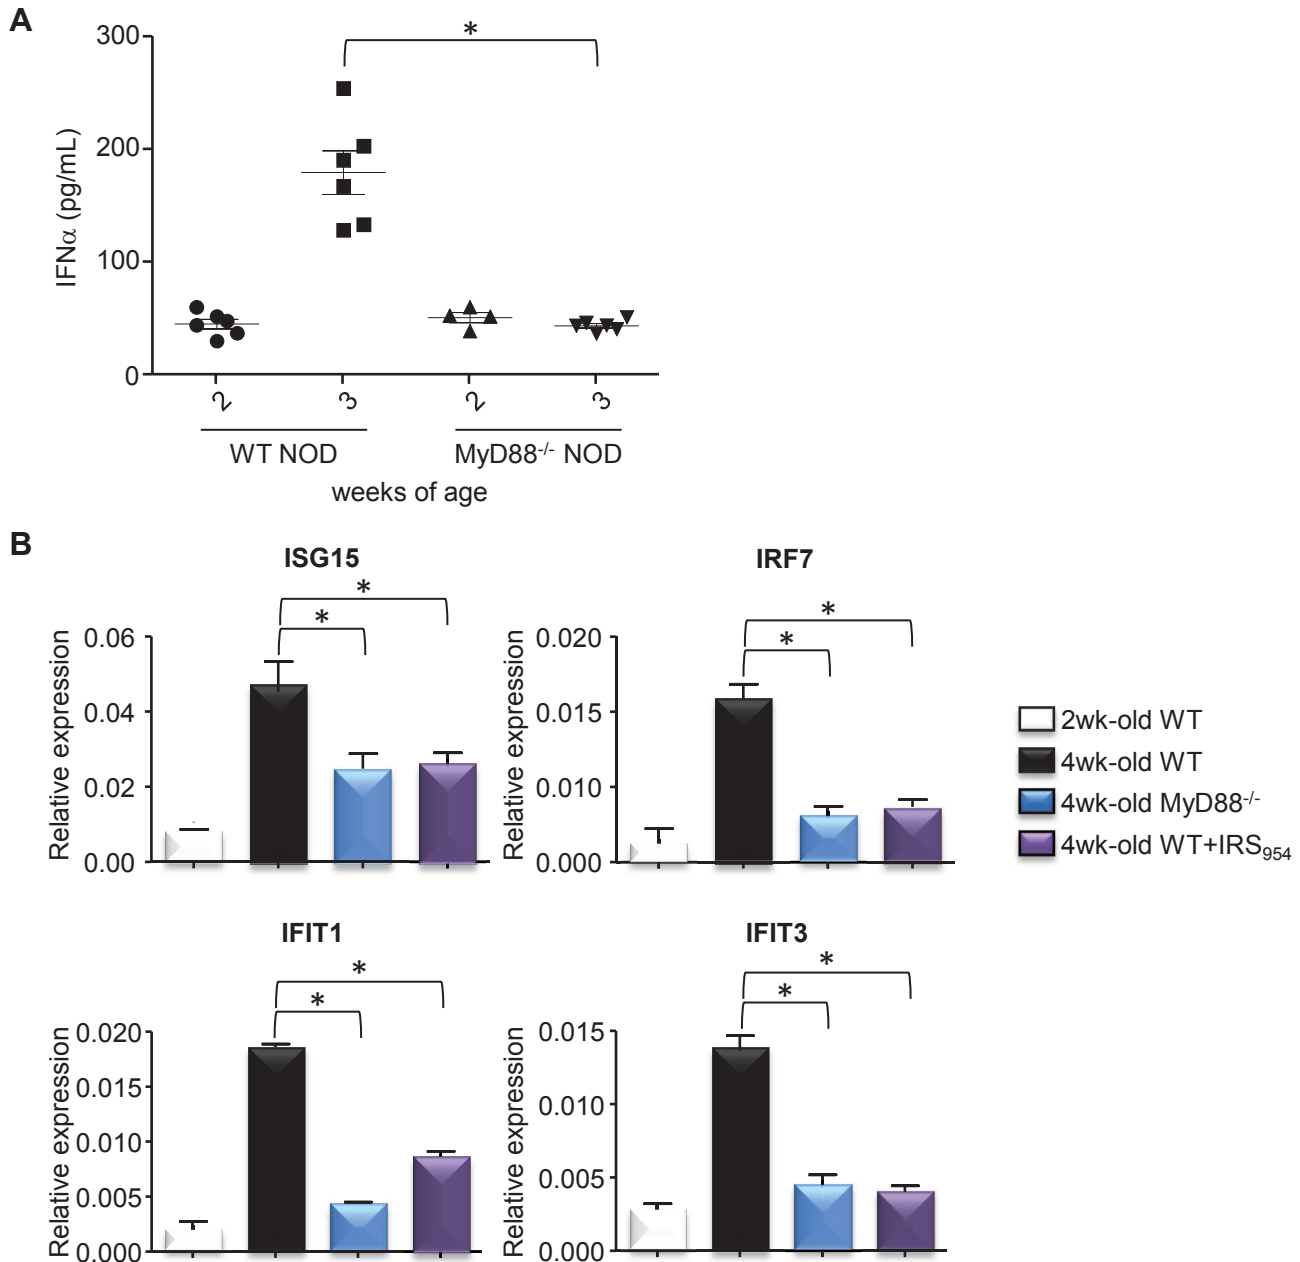 A
300
200
100
0
IFNα (pg/mL)
*
2 3 2 3
WT NOD MyD88-/- NOD
weeks of age
B
ISG15
*
*
Relative expression
0.06
0.04
0.02
0.00
IRF7
*
*
Relative expression
0.020
0.015
0.010
0.000
2wk-old WT
4wk-old WT
4wk-old MyD88-/-
4wk-old WT+IRS954
IFIT1
*
*
Relative expression
0.020
0.015
0.010
0.005
0.000
IFIT3
*
*
Relative expression
0.015
0.010
0.005
0.000